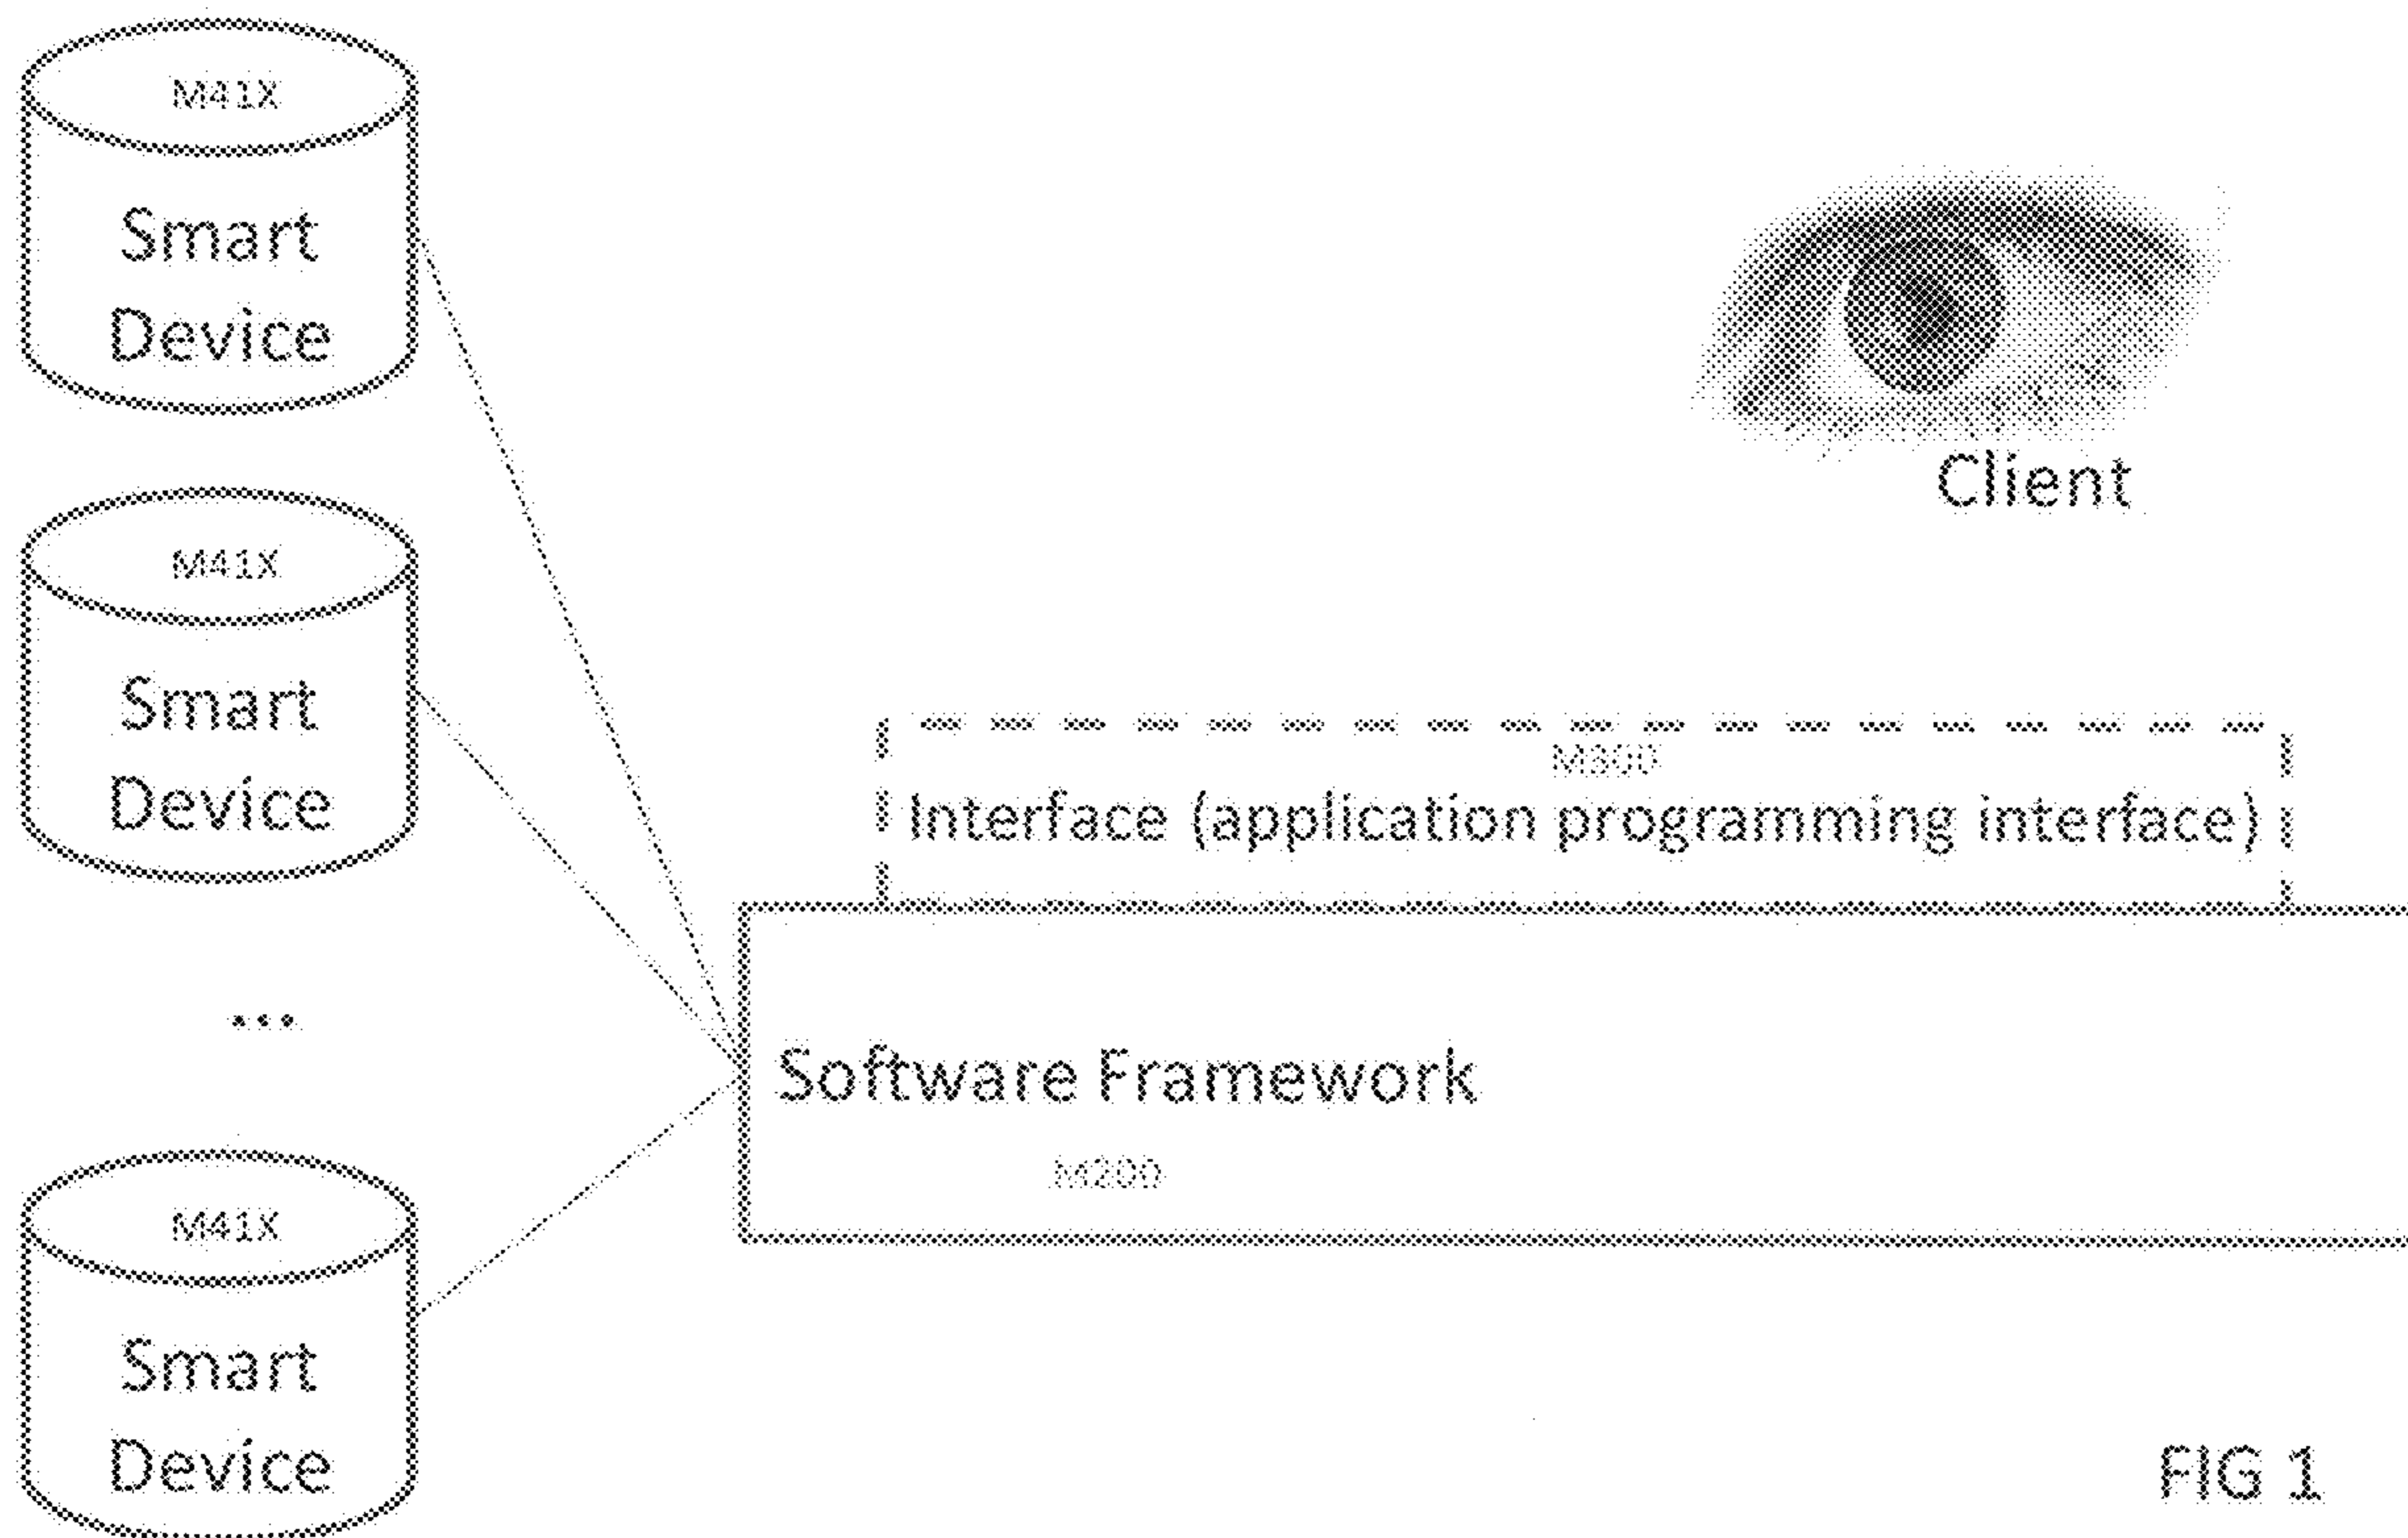 M41X
Smart
Device
Client
M41X
Smart
Device
M300
Interface (application programming interface)
...
Software Framework
M200
M41X
Smart
Device
FIG 1